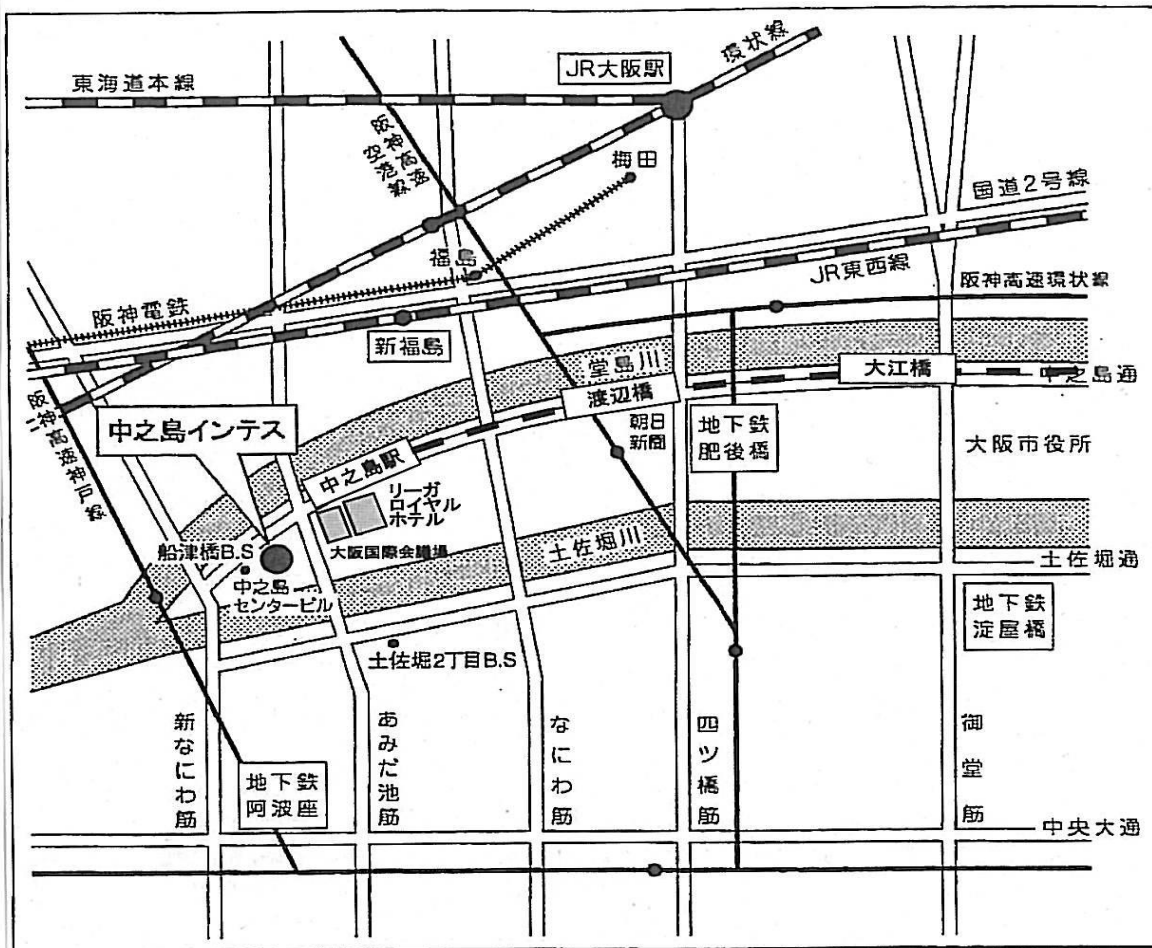 環状線
JR大阪駅
東海道本線
阪神高速
空港線
梅田
国道2号線
福島
JR東西線
阪神高速環状線
阪神電鉄
新福島
堂島川
大江橋
中之島通
渡辺橋
朝日
新聞
地下鉄
肥後橋
大阪市役所
阪神高速神戸線
中之島インテス
中之島駅
リーガ
ロイヤル
ホテル
大阪国際会議場
土佐堀川
船津橋B.S
中之島
センタービル
土佐堀通
地下鉄
淀屋橋
土佐堀2丁目B.S
新なにわ筋
あみだ池筋
なにわ筋
四ツ橋筋
御堂筋
地下鉄
阿波座
中央大通